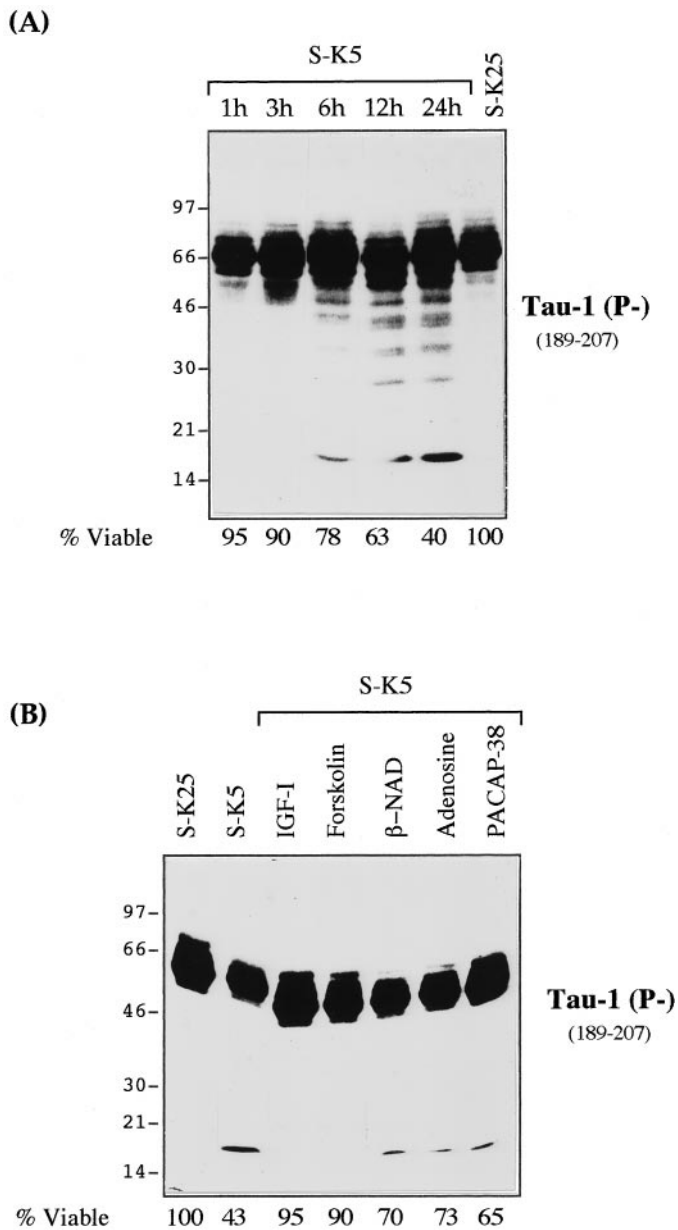 (A)
S-K5
1h 3h 6h 12h 24h S-K25
97-
66-
46-
30-
21-
14-
Tau-1 (P-)
(189-207)
% Viable 95 90 78 63 40 100
(B)
S-K5
S-K25 S-K5 IGF-I Forskolin β-NAD Adenosine PACAP-38
97-
66-
46-
30-
21-
14-
Tau-1 (P-)
(189-207)
% Viable 100 43 95 90 70 73 65